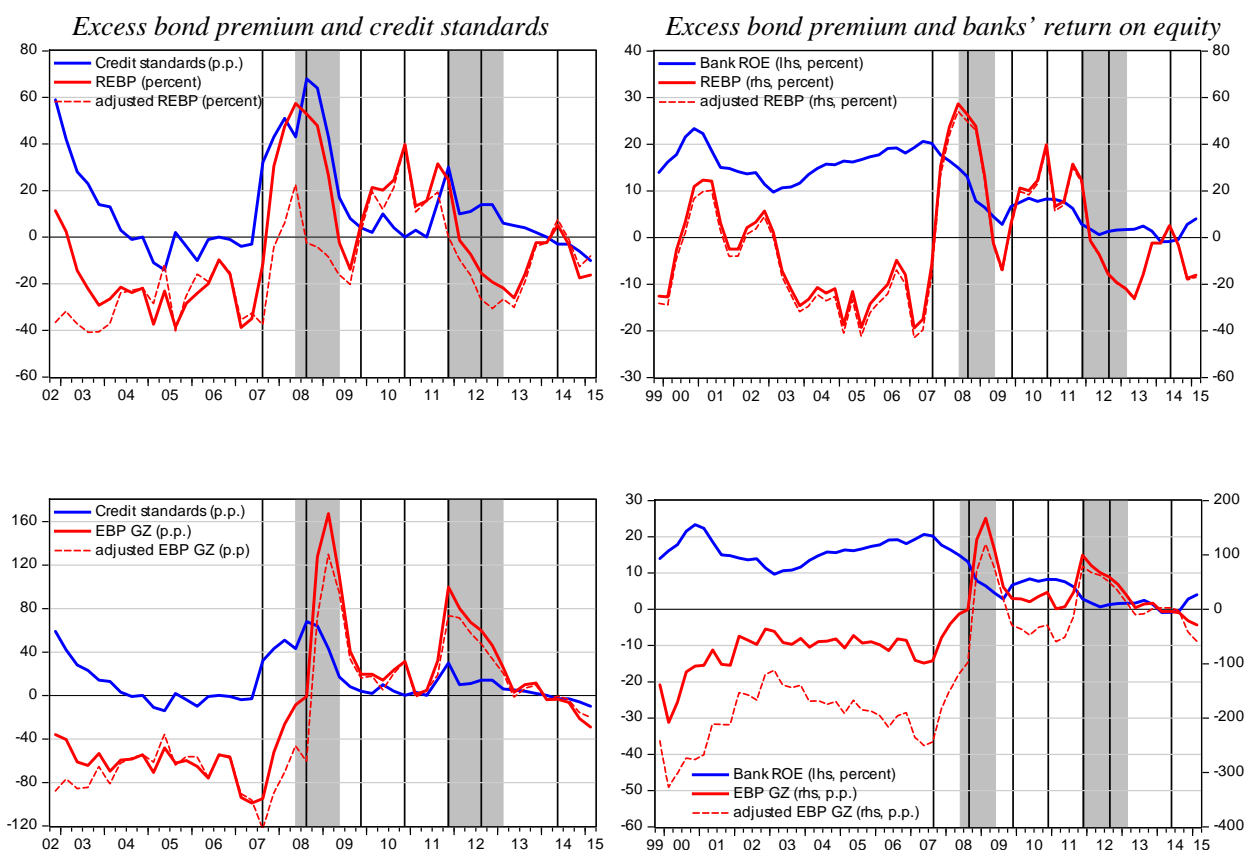 Excess bond premium and credit standards
80
60
40
20
0
-20
-40
-60
Credit standards (p.p.)
REBP (percent)
adjusted REBP (percent)
02 03 04 05 06 07 08 09 10 11 12 13 14 15
Excess bond premium and banks' return on equity
40
30
20
10
0
-10
-20
-30
Bank ROE (lhs, percent)
REBP (rhs, percent)
adjusted REBP (rhs, percent)
80
60
40
20
0
-20
-40
-60
99 00 01 02 03 04 05 06 07 08 09 10 11 12 13 14 15
160
120
80
40
0
-40
-80
-120
Credit standards (p.p.)
EBP GZ (p.p.)
adjusted EBP GZ (p.p)
02 03 04 05 06 07 08 09 10 11 12 13 14 15
30
20
10
0
-10
-20
-30
-40
-50
-60
Bank ROE (lhs, percent)
EBP GZ (rhs, p.p.)
adjusted EBP GZ (rhs, p.p.)
200
100
0
-100
-200
-300
-400
99 00 01 02 03 04 05 06 07 08 09 10 11 12 13 14 15